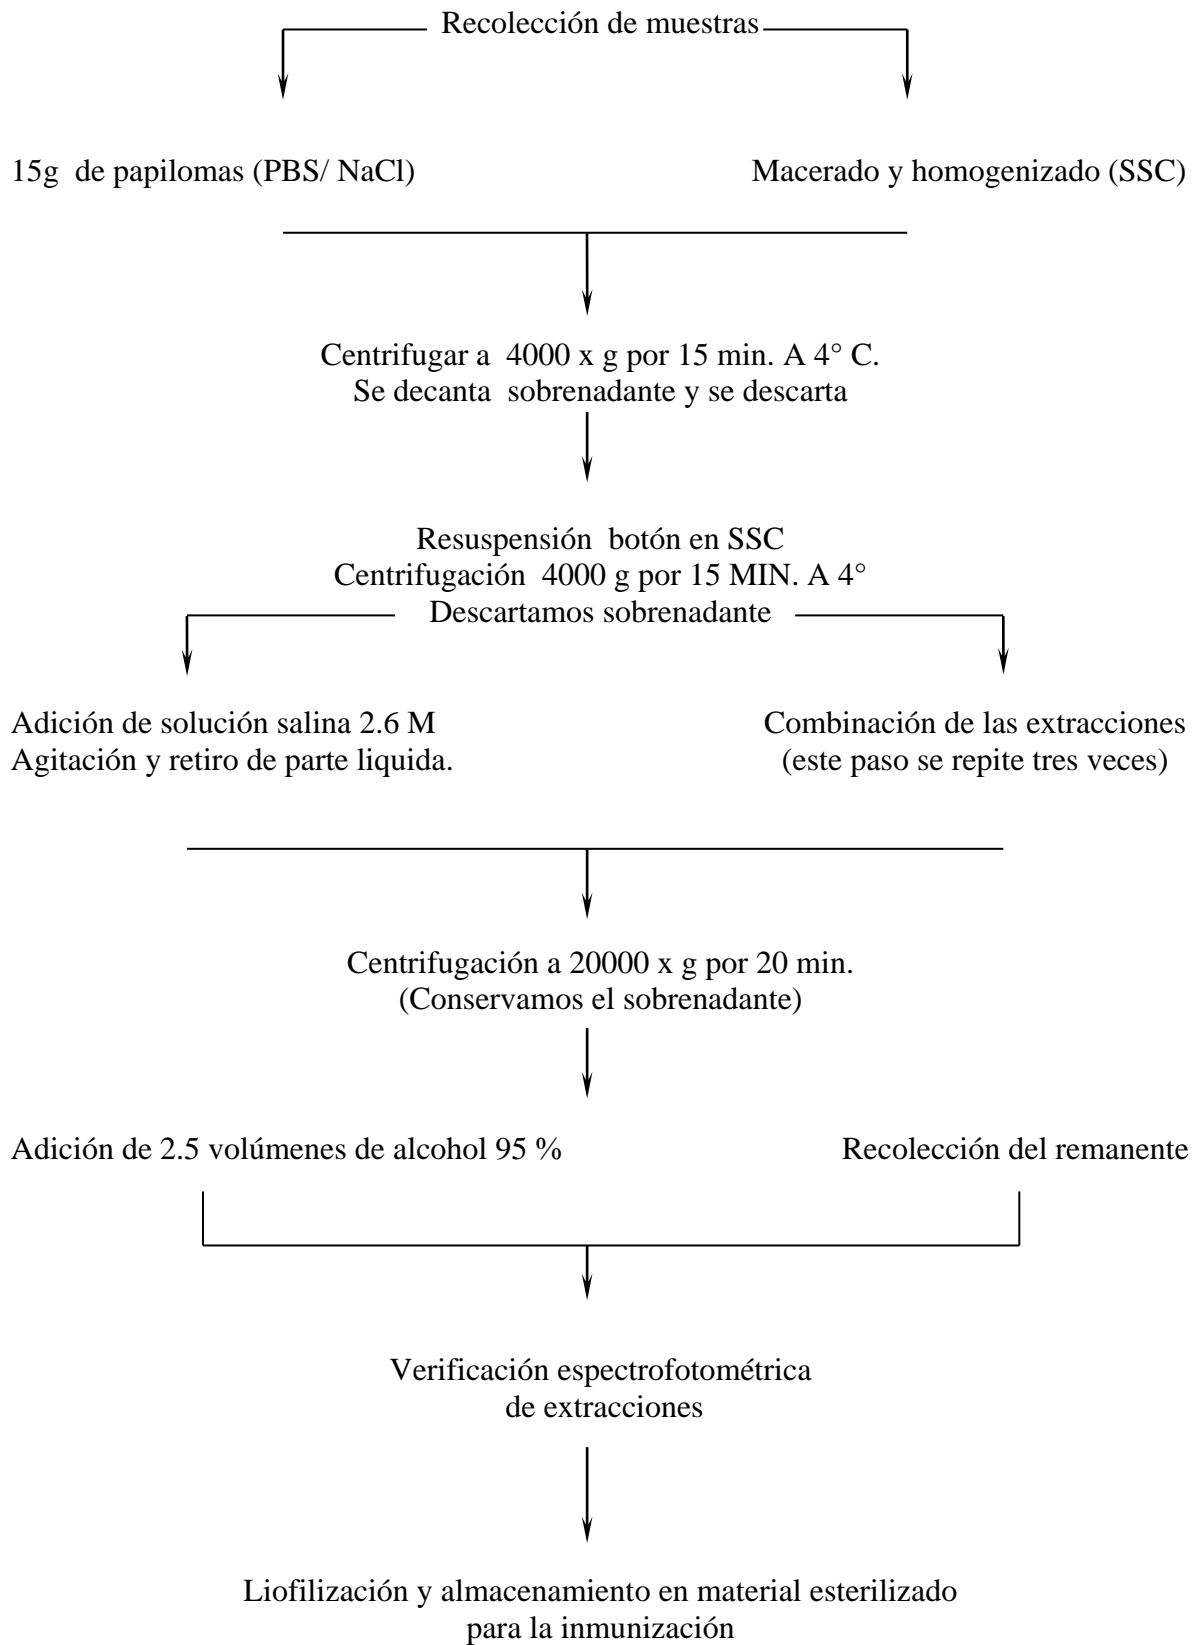 Recolección de muestras
15g de papilomas (PBS/ NaCl)
Macerado y homogenizado (SSC)
Centrifugar a 4000 x g por 15 min. A 4° C.
Se decanta sobrenadante y se descarta
Resuspensión botón en SSC
Centrifugación 4000 g por 15 MIN. A 4°
Descartamos sobrenadante
Adición de solución salina 2.6 M
Agitación y retiro de parte liquida.
Combinación de las extracciones
(este paso se repite tres veces)
Centrifugación a 20000 x g por 20 min.
(Conservamos el sobrenadante)
Adición de 2.5 volúmenes de alcohol 95 %
Recolección del remanente
Verificación espectrofotométrica
de extracciones
Liofilización y almacenamiento en material esterilizado
para la inmunización